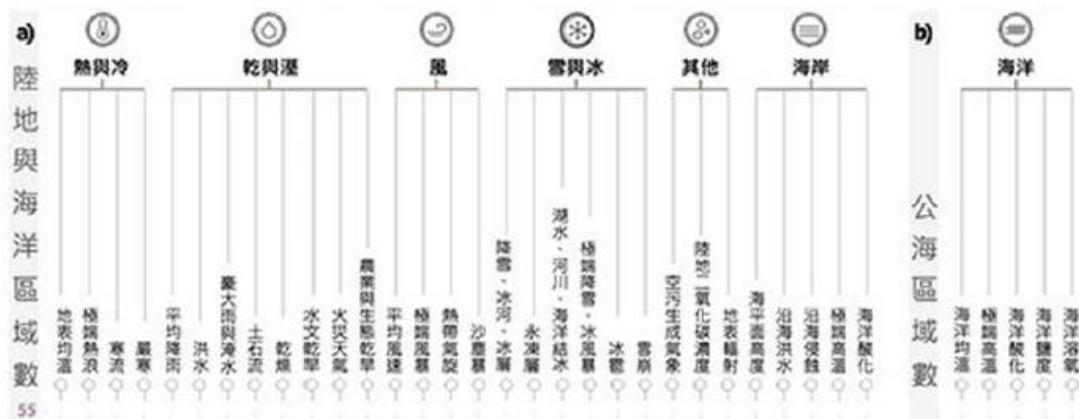 a)
陸地與海洋區域數
55
熱與冷
地表均溫
極端熱浪
寒流
嚴寒
乾與溼
平均降雨
洪水
豪大雨與淹水
土石流
乾燥
水文乾旱
火災天氣
農業與生態乾旱
風
平均風速
極端風暴
熱帶氣旋
沙塵暴
雪與冰
降雪、冰河、冰層
永凍層
湖水、河川、海洋結冰
極端降雪、冰風暴
冰雹
雪崩
其他
空污生成氣象
陸地二氧化碳濃度
地表輻射
海岸
海平面高度
沿海洪水
沿海侵蝕
極端高溫
海洋酸化
b)
公海區域數
海洋
海洋均溫
極端高溫
海洋酸化
海洋鹽度
海洋溶氧